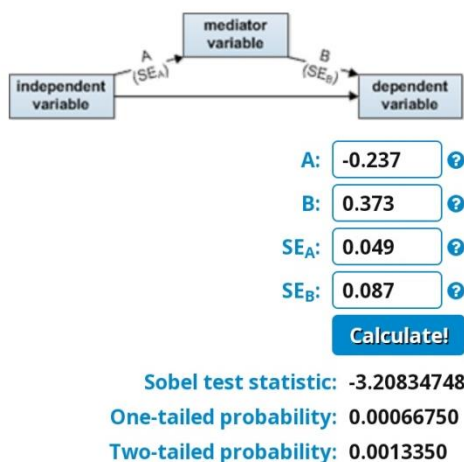 mediator
variable
A
(SEA)
B
(SEB)
independent
variable
dependent
variable
A: -0.237 ?
B: 0.373 ?
SEA: 0.049 ?
SEB: 0.087 ?
Calculate!
Sobel test statistic: -3.20834748
One-tailed probability: 0.00066750
Two-tailed probability: 0.0013350